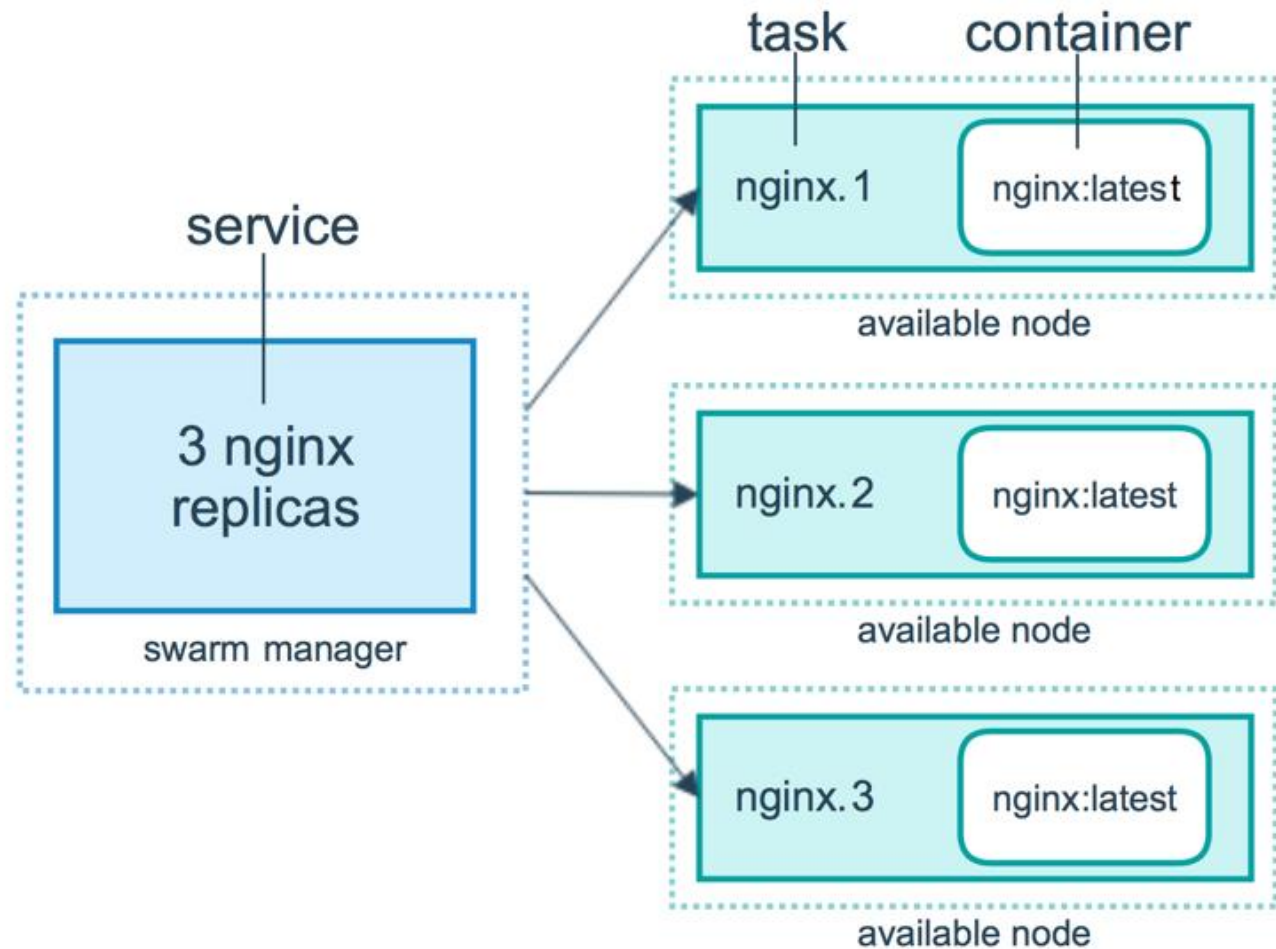 task
container
nginx.1
nginx:latest
available node
service
3 nginx
replicas
swarm manager
nginx.2
nginx:latest
available node
nginx.3
nginx:latest
available node